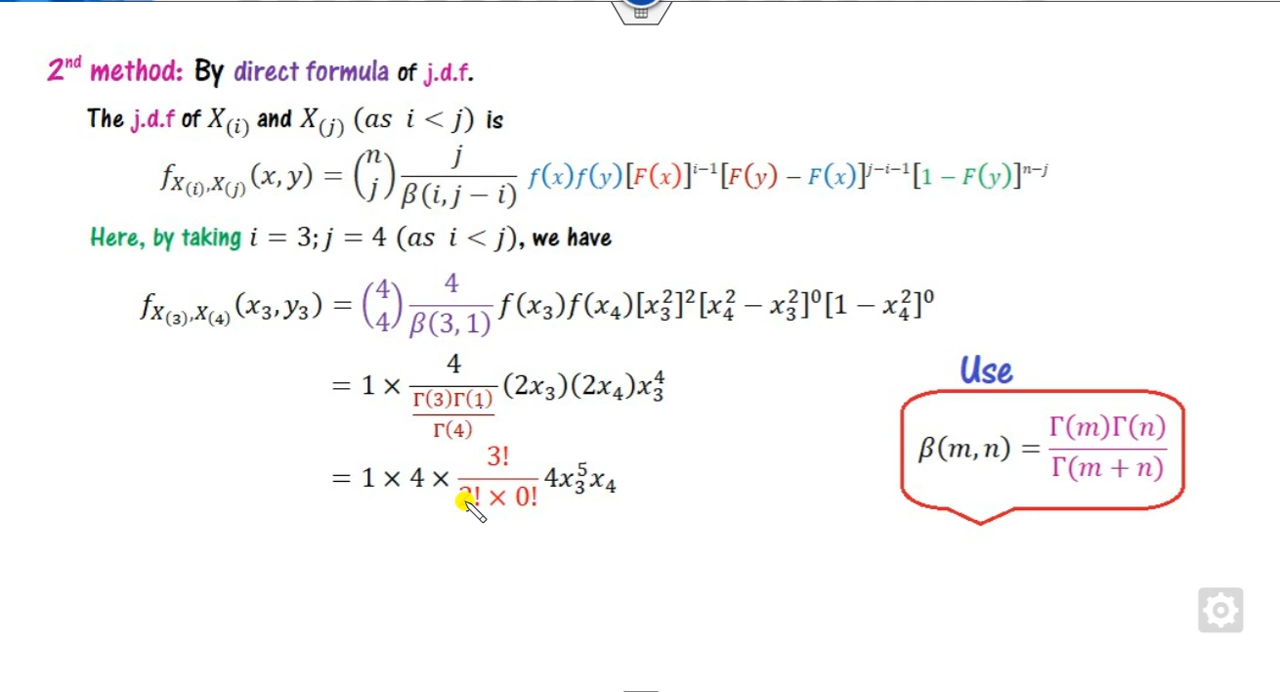 2nd method: By direct formula of j.d.f.
The j.d.f of X(i) and X(j) (as i < j) is
fX(i),X(j) (x, y) = (n j) j / β(i, j − i) f(x)f(y)[F(x)]^i−1[F(y) − F(x)]^j−i−1[1 − F(y)]^n−j
Here, by taking i = 3; j = 4 (as i < j), we have
fX(3),X(4) (x₃, y₃) = (4 4) 4 / β(3, 1) f(x₃)f(x₄)[x₃²]²[x₄² − x₃²]⁰[1 − x₄²]⁰
= 1 × 4 / (Γ(3)Γ(1) / Γ(4)) (2x₃)(2x₄)x₃⁴
= 1 × 4 × 3! / ! × 0! 4x₃⁵x₄
Use
β(m, n) = Γ(m)Γ(n) / Γ(m + n)